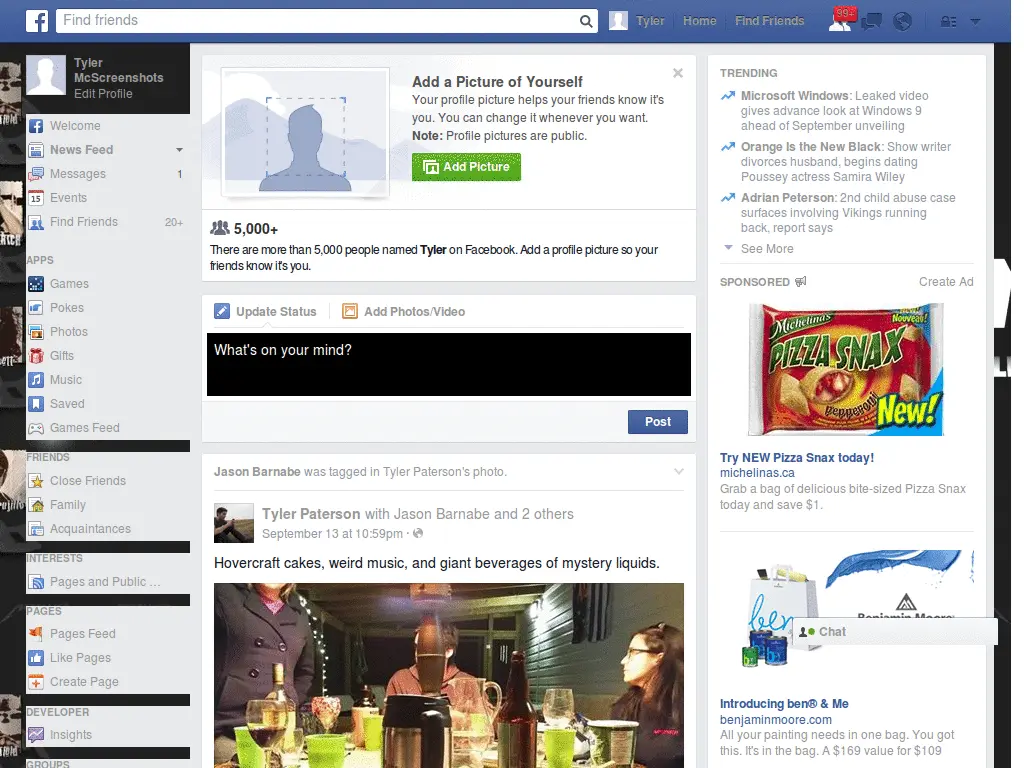 Find friends
Tyler
Home
Find Friends
99+
Tyler
McScreenshots
Edit Profile
Welcome
News Feed
Messages
1
15
Events
Find Friends
20+
APPS
Games
Pokes
Photos
Gifts
Music
Saved
Games Feed
FRIENDS
Close Friends
Family
Acquaintances
INTERESTS
Pages and Public ...
PAGES
Pages Feed
Like Pages
Create Page
DEVELOPER
Insights
GROUPS
Add a Picture of Yourself
Your profile picture helps your friends know it's
you. You can change it whenever you want.
Note: Profile pictures are public.
Add Picture
5,000+
There are more than 5,000 people named Tyler on Facebook. Add a profile picture so your
friends know it's you.
Update Status
Add Photos/Video
What's on your mind?
Post
Jason Barnabe was tagged in Tyler Paterson's photo.
Tyler Paterson with Jason Barnabe and 2 others
September 13 at 10:59pm ·
Hovercraft cakes, weird music, and giant beverages of mystery liquids.
TRENDING
Microsoft Windows: Leaked video
gives advance look at Windows 9
ahead of September unveiling
Orange Is the New Black: Show writer
divorces husband, begins dating
Poussey actress Samira Wiley
Adrian Peterson: 2nd child abuse case
surfaces involving Vikings running
back, report says
See More
SPONSORED
Create Ad
Michelina's
Nouveau!
New!
PIZZA SNAX
Pepperoni
New!
Try NEW Pizza Snax today!
michelinas.ca
Grab a bag of delicious bite-sized Pizza Snax
today and save $1.
ben
Benjamin Moore
Chat
Introducing ben® & Me
benjaminmoore.com
All your painting needs in one bag. You got
this. It's in the bag. A $169 value for $109